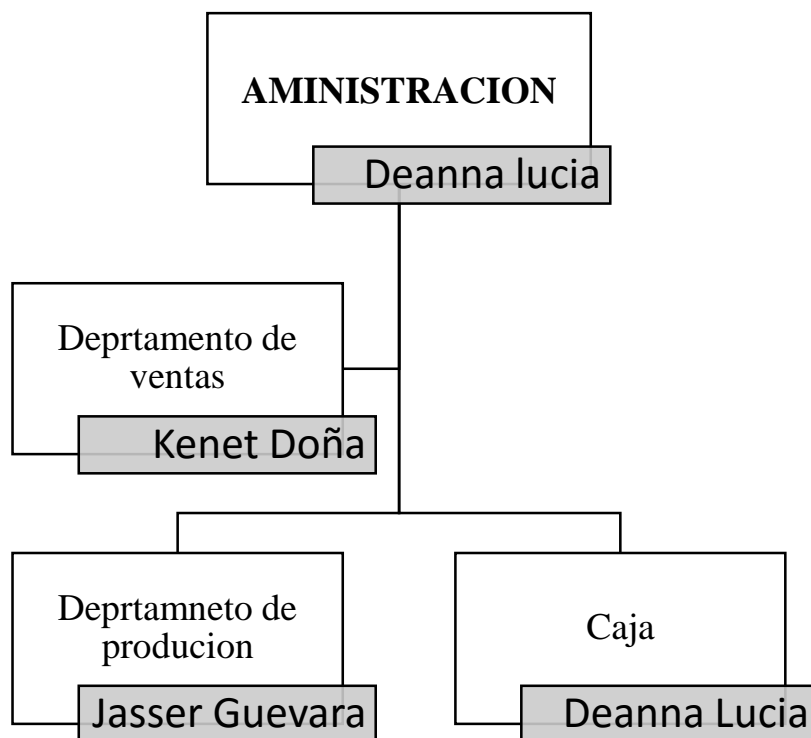 AMINISTRACION
Deanna lucia
Deprtamento de
ventas
Kenet Doña
Deprtamneto de
producion
Jasser Guevara
Caja
Deanna Lucia